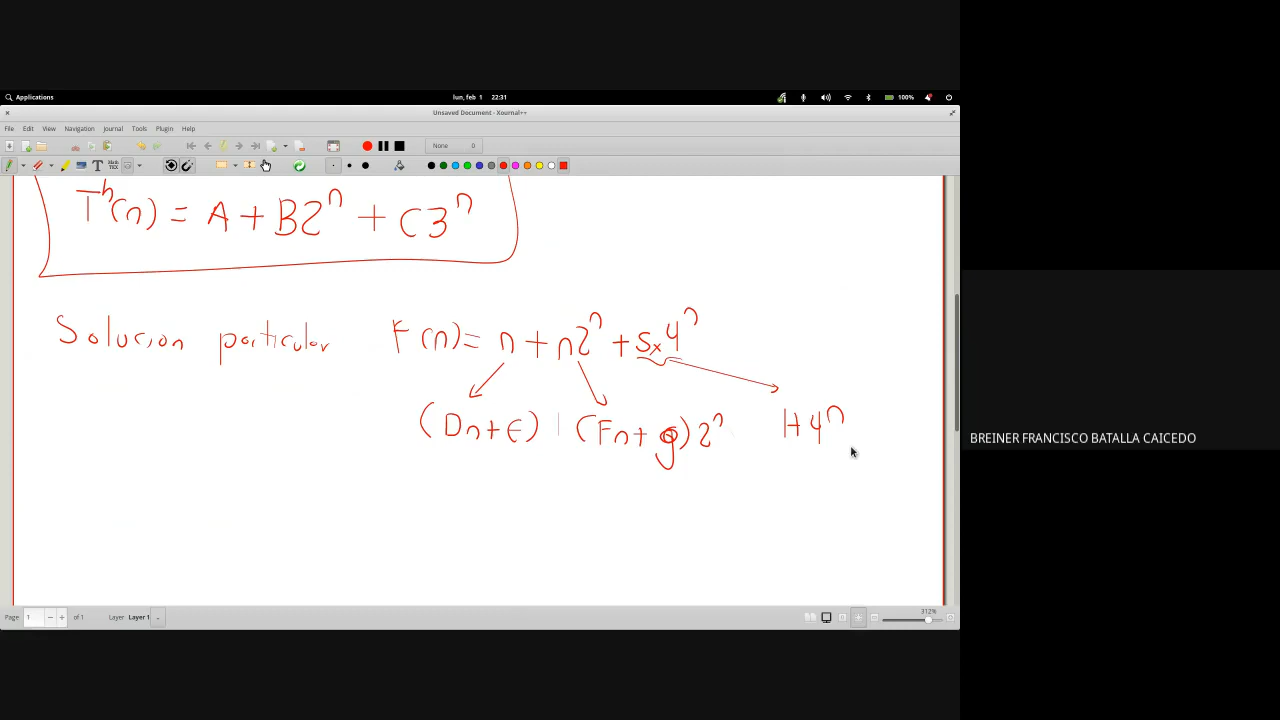 Applications lun, feb 1 22:31 100%
Unsaved Document - Xournal++
File Edit View Navigation Journal Tools Plugin Help
None 0
T^h(n) = A + B2^n + C3^n
Solucion particular F(n) = n + n2^n + 5x4^n
(Dn+E) | (Fn+g)2^n H4^n
BREINER FRANCISCO BATALLA CAICEDO
Page 1 of 1 Layer Layer 1 312%